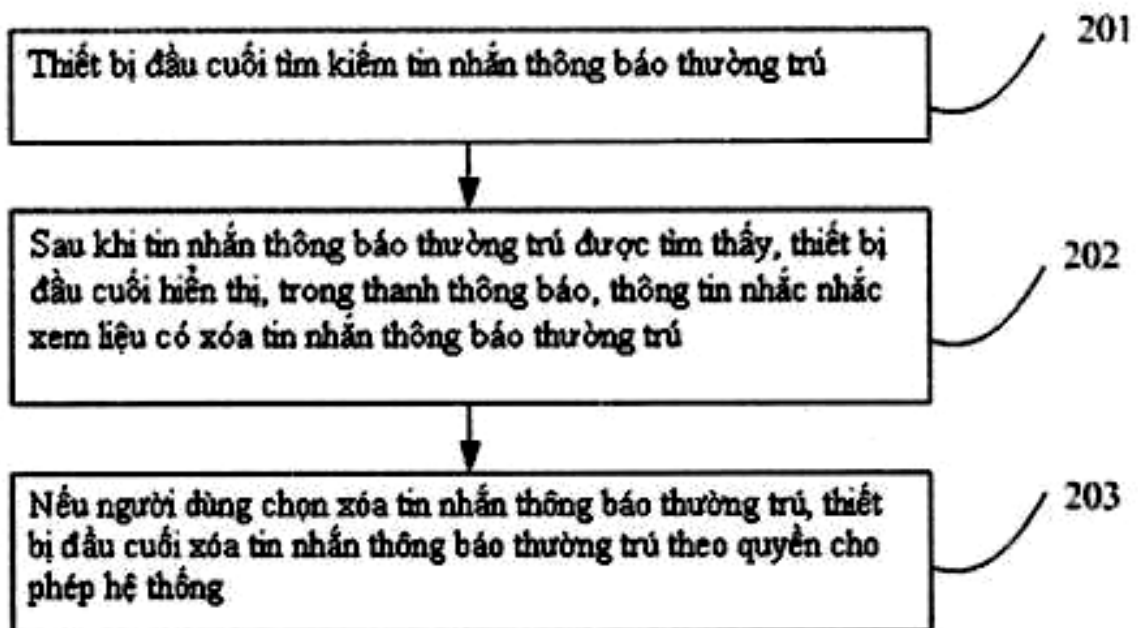 Thiết bị đầu cuối tìm kiếm tin nhắn thông báo thường trú
201
Sau khi tin nhắn thông báo thường trú được tìm thấy, thiết bị
đầu cuối hiển thị, trong thanh thông báo, thông tin nhắc nhắc
xem liệu có xóa tin nhắn thông báo thường trú
202
Nếu người dùng chọn xóa tin nhắn thông báo thường trú, thiết
bị đầu cuối xóa tin nhắn thông báo thường trú theo quyền cho
phép hệ thống
203